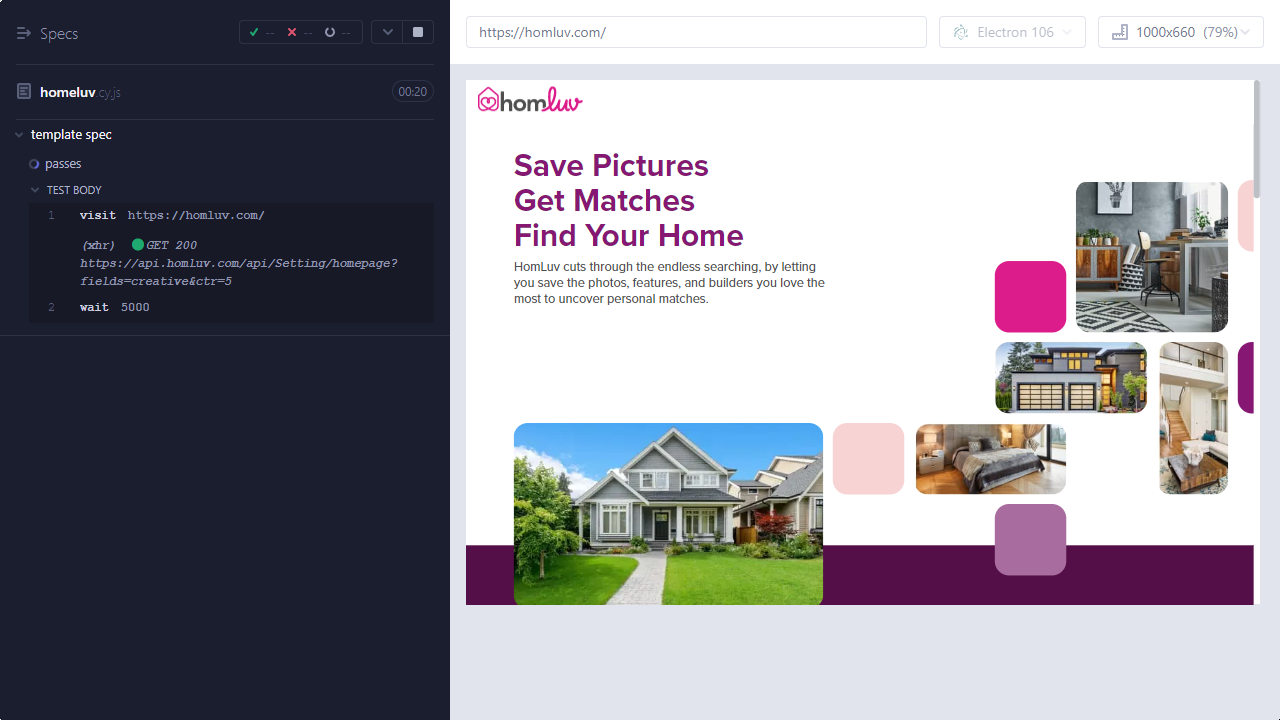 Specs
-- -- --
homeluv.cy.js
00:20
template spec
passes
TEST BODY
1 visit https://homluv.com/
(xhr) GET 200
https://api.homluv.com/api/Setting/homepage?
fields=creative&ctr=5
2 wait 5000
https://homluv.com/
Electron 106
1000x660 (79%)
homluv
Save Pictures
Get Matches
Find Your Home
HomLuv cuts through the endless searching, by letting
you save the photos, features, and builders you love the
most to uncover personal matches.